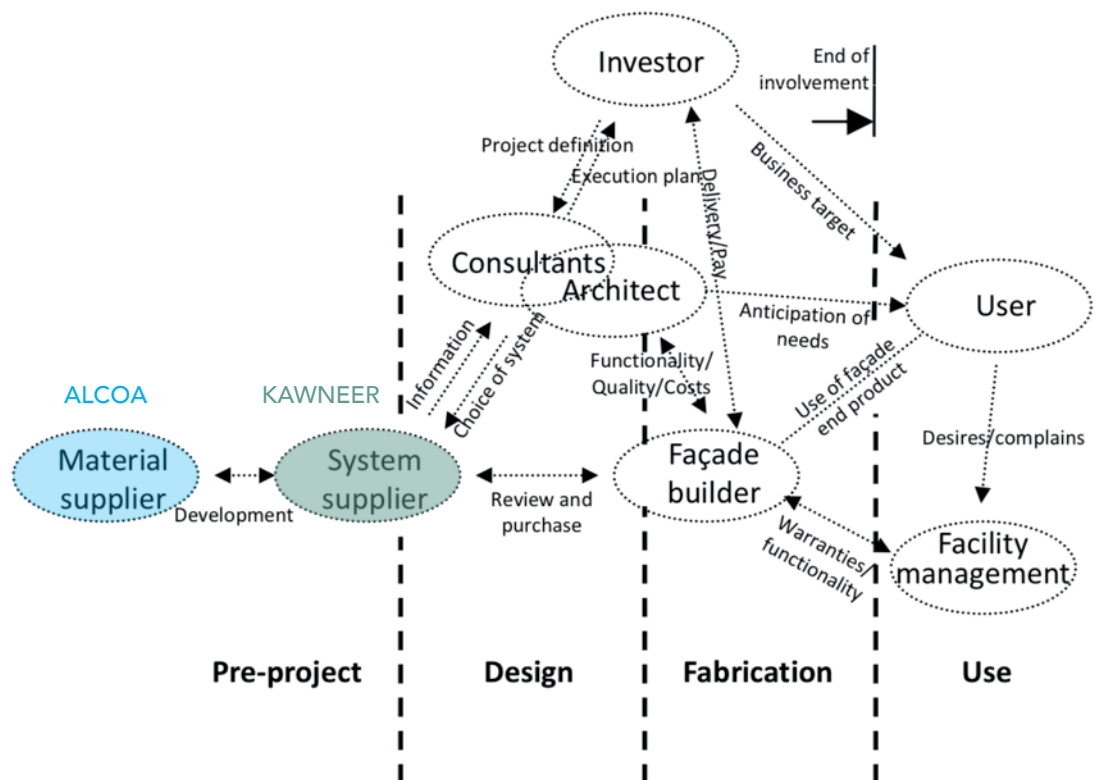 Investor
End of
involvement
Project definition
Execution plan
Delivery/Pay
Business target
Consultants
Architect
User
Anticipation of
needs
Information
Choice of system
Functionality/
Quality/Costs
Use of façade
end product
ALCOA
KAWNEER
Material
supplier
System
supplier
Façade
builder
Desires/complains
Development
Review and
purchase
Warranties/
functionality
Facility
management
Pre-project
Design
Fabrication
Use